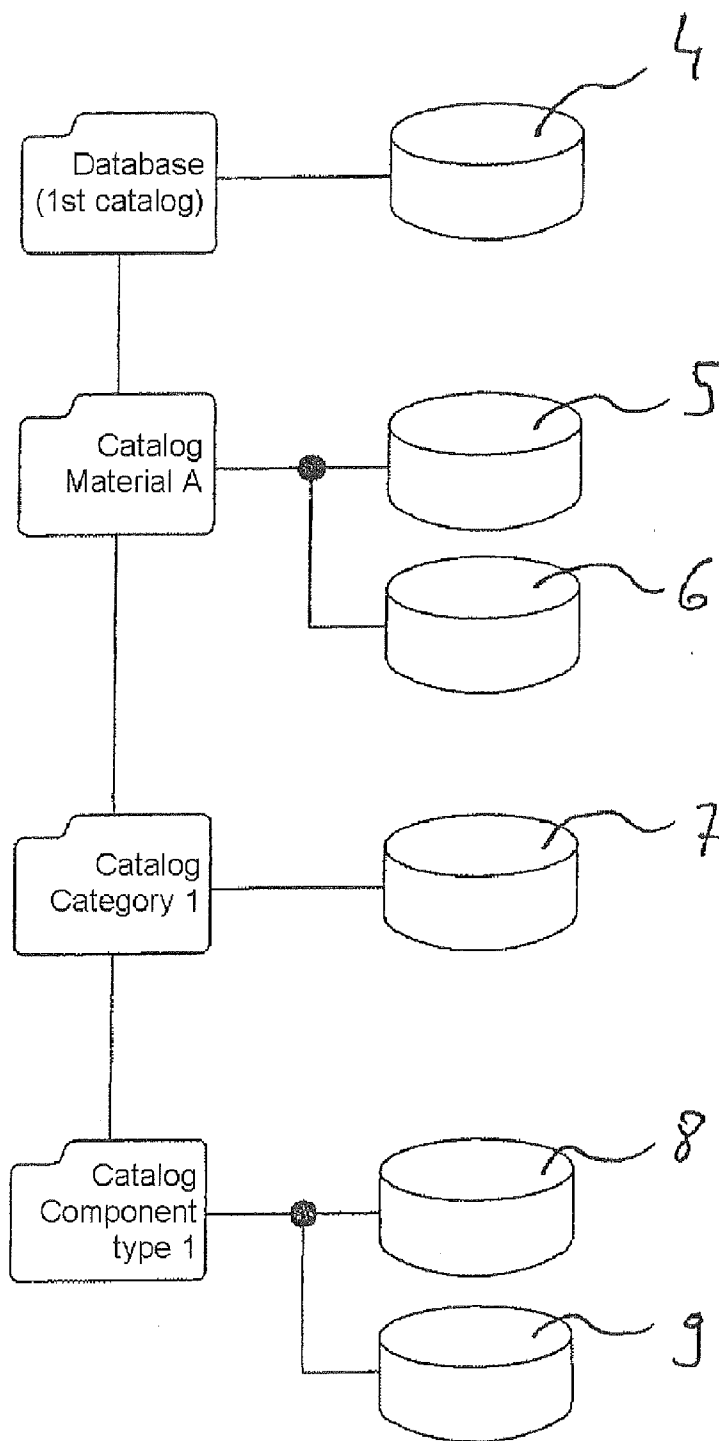 4
Database
(1st catalog)
5
Catalog
Material A
6
7
Catalog
Category 1
8
Catalog
Component
type 1
9